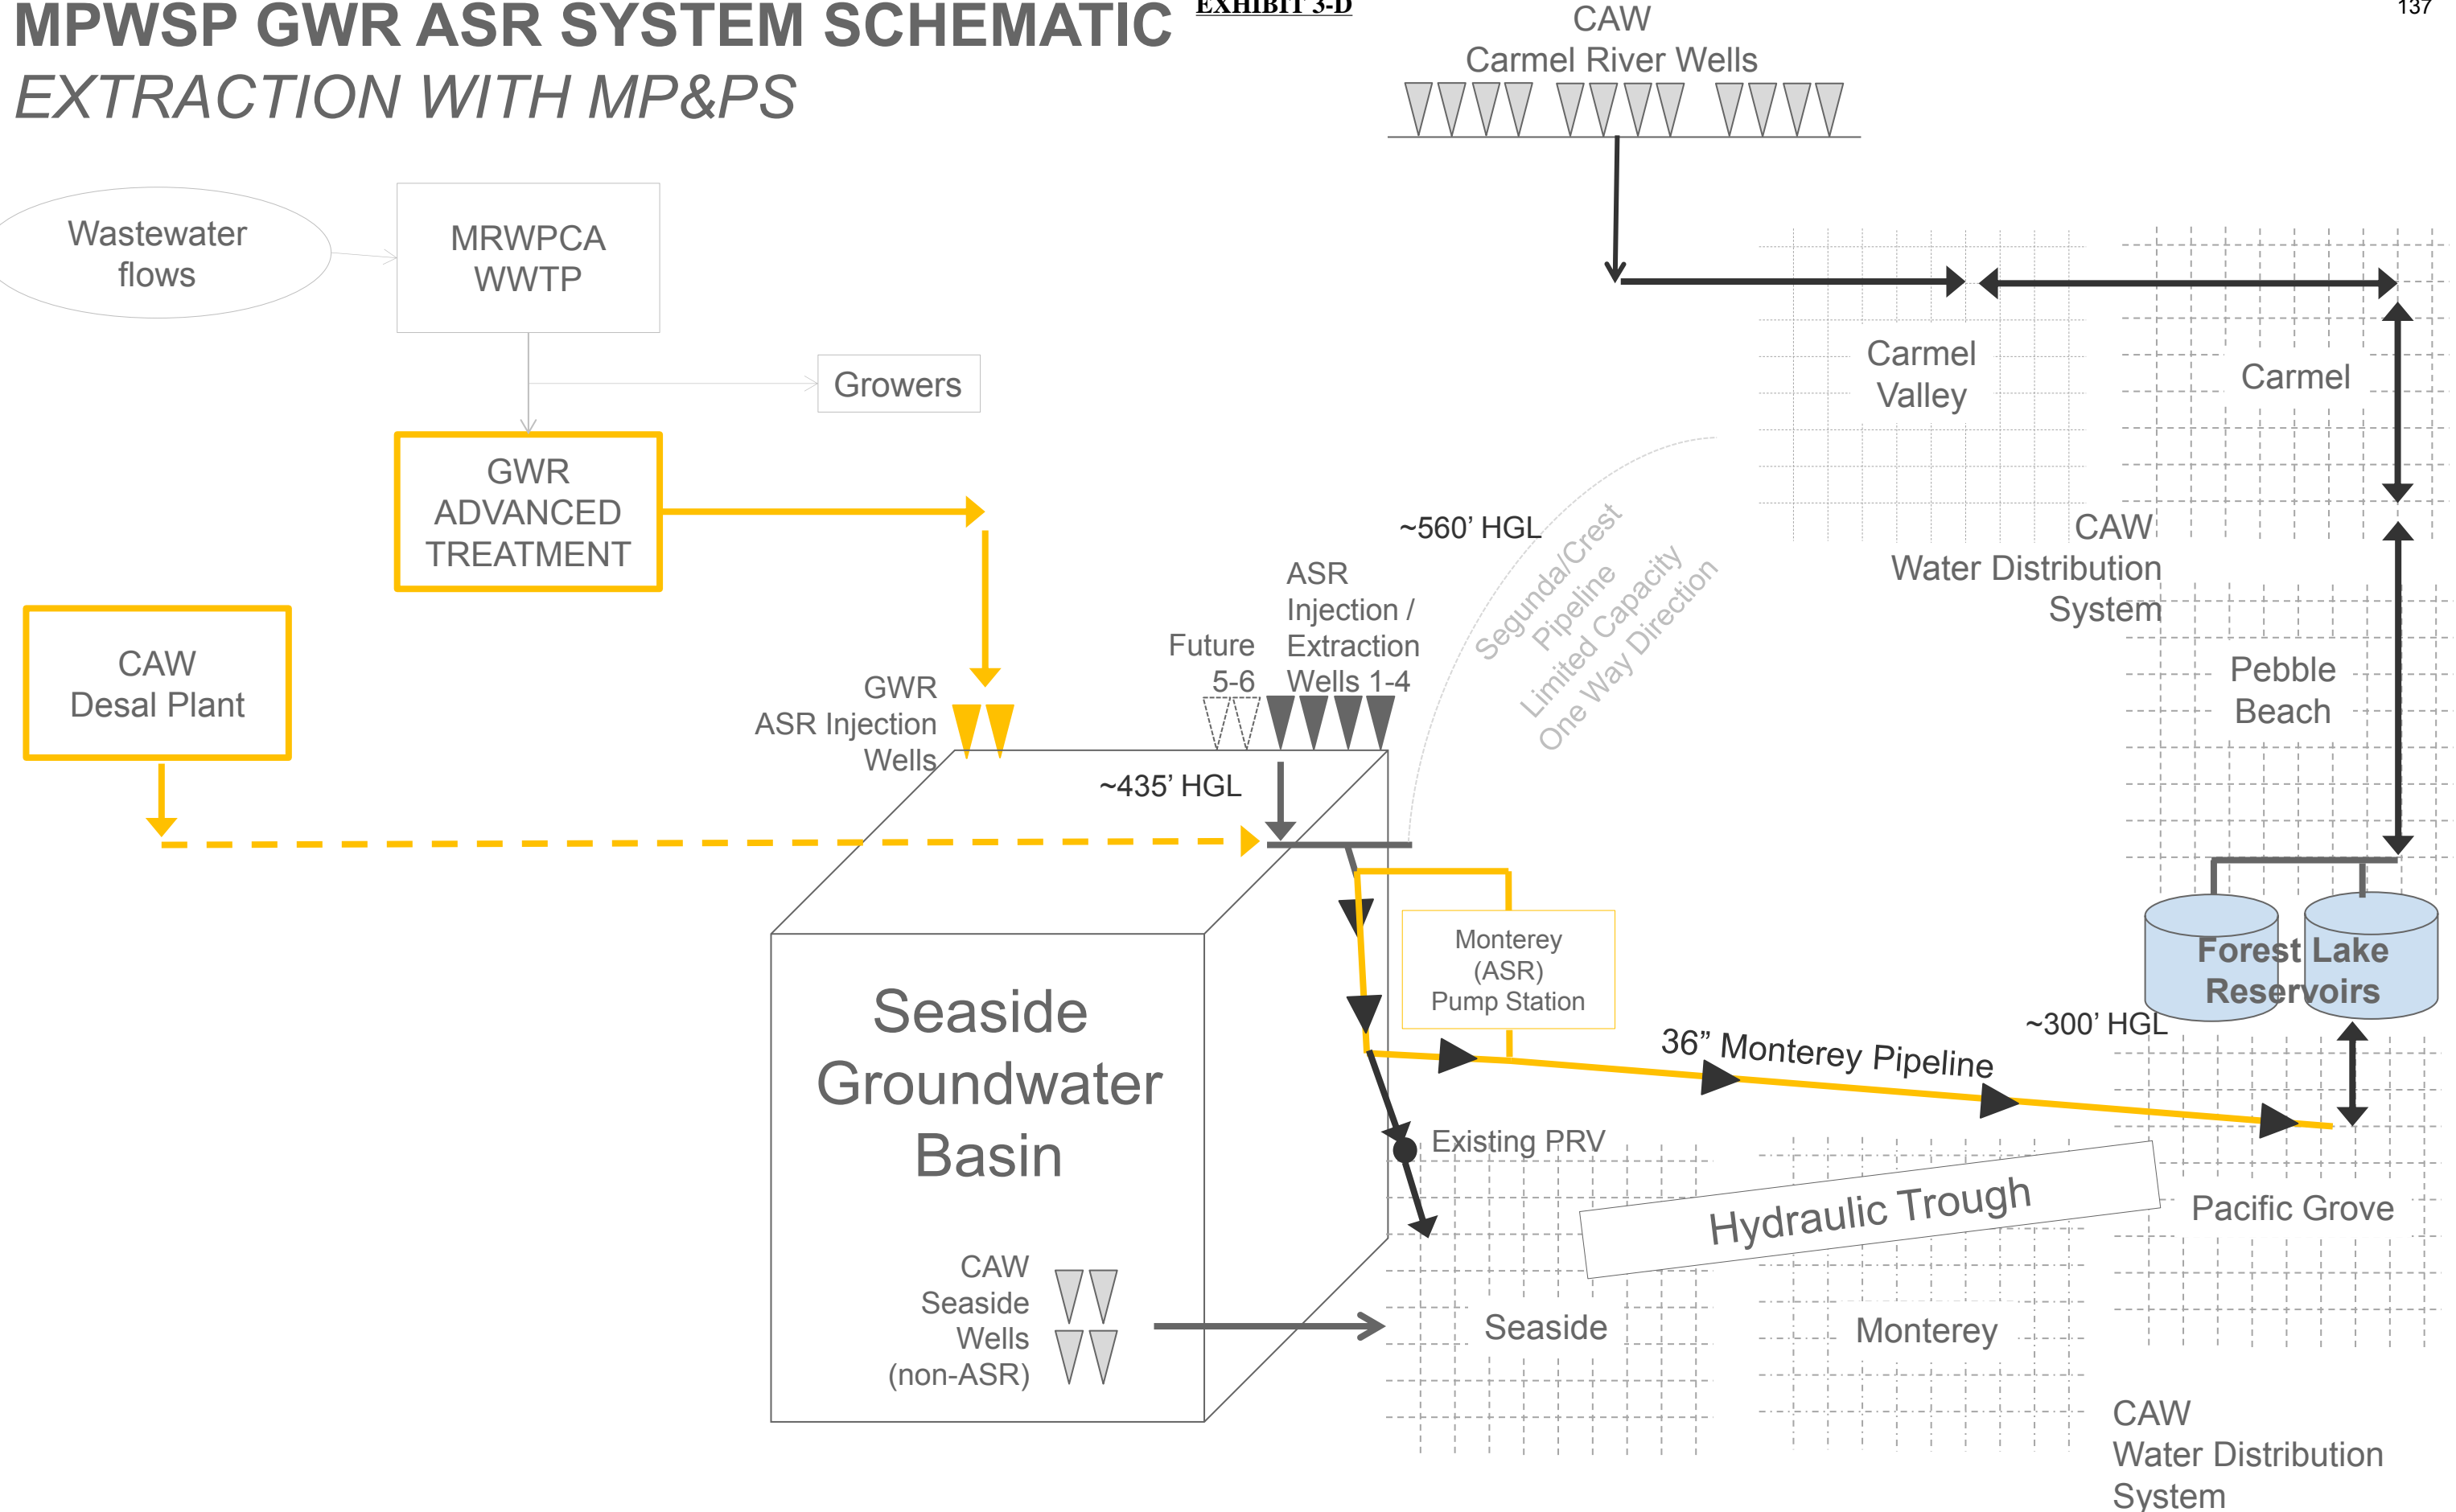 MPWSP GWR ASR SYSTEM SCHEMATIC
EXHIBIT 3-D
137
EXTRACTION WITH MP&PS
CAW
Carmel River Wells
Wastewater
flows
MRWPCA
WWTP
Growers
GWR
ADVANCED
TREATMENT
CAW
Desal Plant
GWR
ASR Injection
Wells
Future
5-6
ASR
Injection /
Extraction
Wells 1-4
~560’ HGL
~435’ HGL
Segunda/Crest
Pipeline
Limited Capacity
One Way Direction
Carmel
Valley
Carmel
CAW
Water Distribution
System
Pebble
Beach
Forest Lake
Reservoirs
~300’ HGL
Monterey
(ASR)
Pump Station
36” Monterey Pipeline
Existing PRV
Hydraulic Trough
Seaside
Groundwater
Basin
CAW
Seaside
Wells
(non-ASR)
Seaside
Monterey
Pacific Grove
CAW
Water Distribution
System